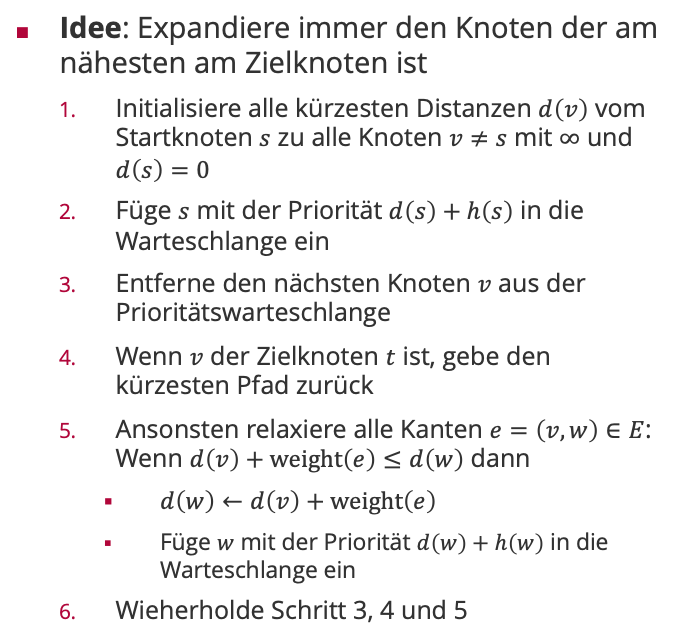 ▪ Idee: Expandiere immer den Knoten der am
nähesten am Zielknoten ist
1. Initialisiere alle kürzesten Distanzen d(v) vom
Startknoten s zu alle Knoten v ≠ s mit ∞ und
d(s) = 0
2. Füge s mit der Priorität d(s) + h(s) in die
Warteschlange ein
3. Entferne den nächsten Knoten v aus der
Prioritätswarteschlange
4. Wenn v der Zielknoten t ist, gebe den
kürzesten Pfad zurück
5. Ansonsten relaxiere alle Kanten e = (v, w) ∈ E:
Wenn d(v) + weight(e) ≤ d(w) dann
▪ d(w) ← d(v) + weight(e)
▪ Füge w mit der Priorität d(w) + h(w) in die
Warteschlange ein
6. Wieherholde Schritt 3, 4 und 5